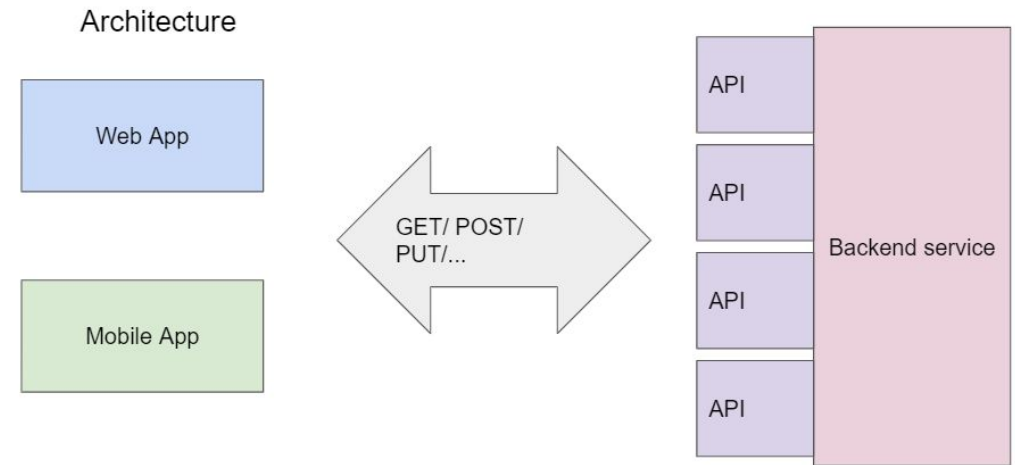 Architecture
Web App
Mobile App
GET/ POST/
PUT/...
API
API
API
API
Backend service